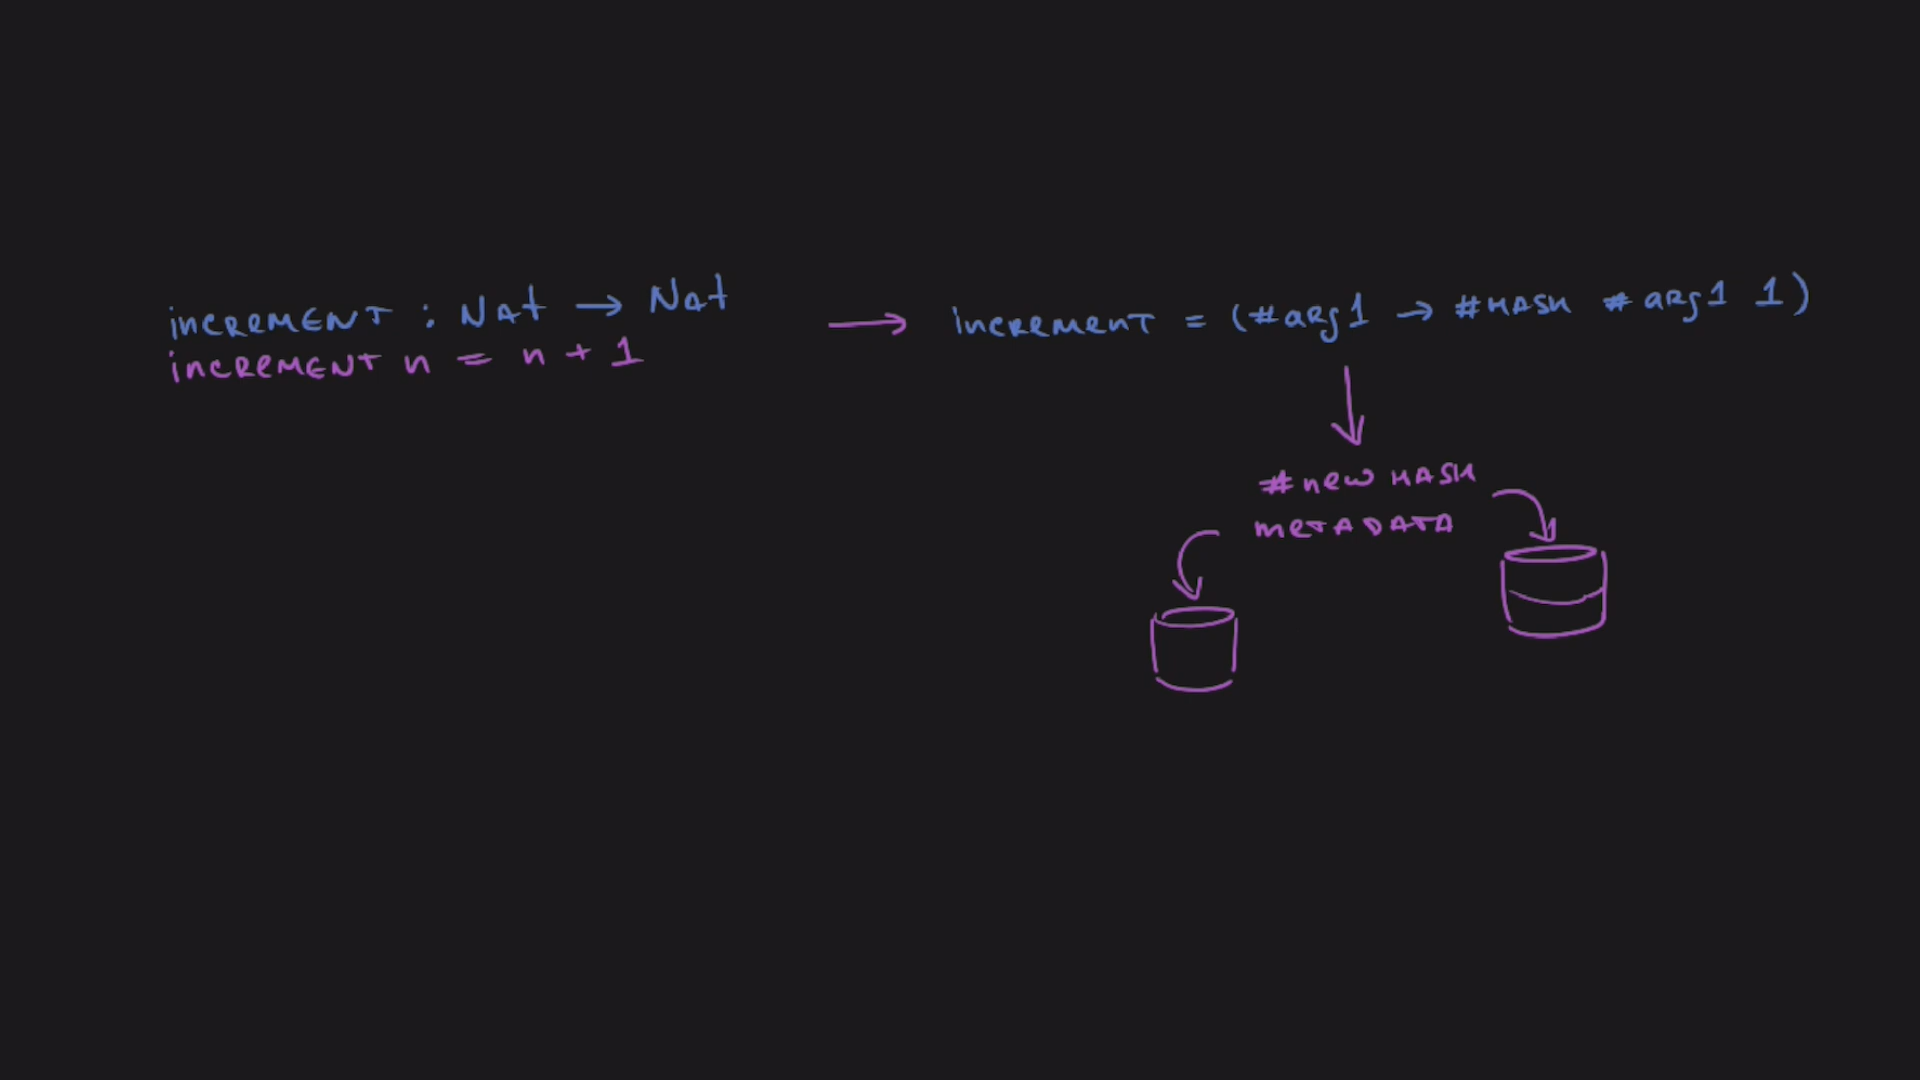 increment : Nat → Nat
increment n = n + 1
increment = (#arg1 → #hash #arg1 1)
#new hash
metadata